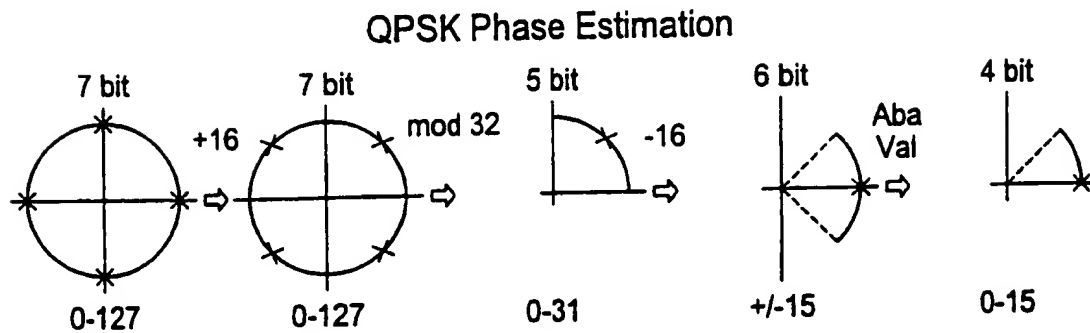 QPSK Phase Estimation
7 bit
+16
0-127
7 bit
mod 32
0-127
5 bit
-16
0-31
6 bit
Aba
Val
+/-15
4 bit
0-15